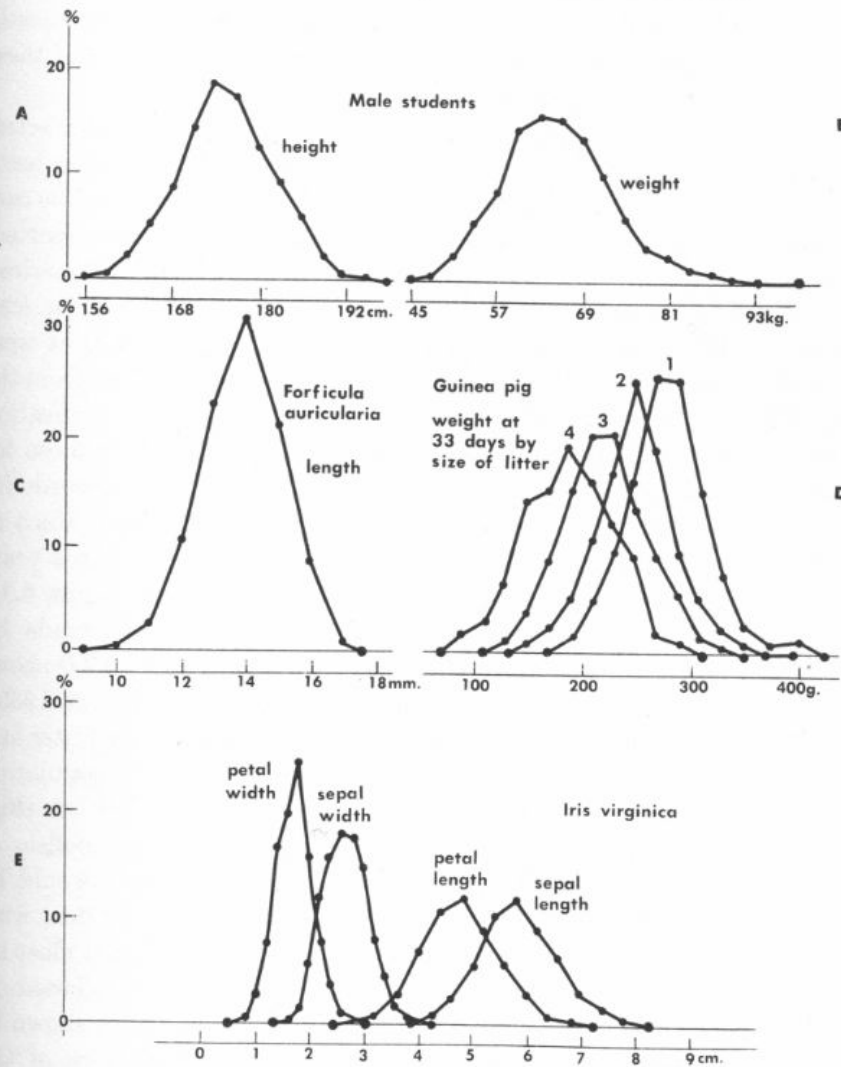 %
20
A
Male students
height
weight
10
0
156 168 180 192 cm.
45 57 69 81 93kg.
%
30
Forficula
auricularia
length
20
C
10
0
10 12 14 16 18 mm.
Guinea pig
weight at
33 days by
size of litter
4 3 2 1
D
100 200 300 400g.
%
30
petal
width
sepal
width
Iris virginica
20
E
petal
length
sepal
length
10
0
0 1 2 3 4 5 6 7 8 9 cm.